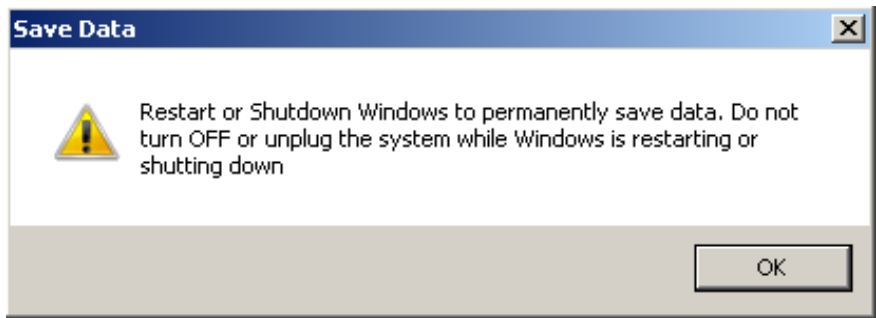 Save Data
Restart or Shutdown Windows to permanently save data. Do not
turn OFF or unplug the system while Windows is restarting or
shutting down
OK